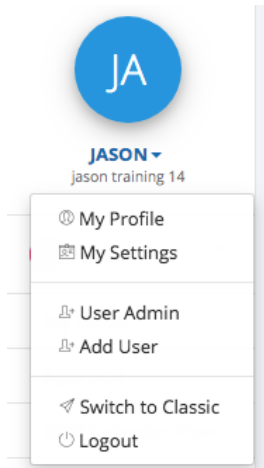 JA
JASON
jason training 14
My Profile
My Settings
User Admin
Add User
Switch to Classic
Logout